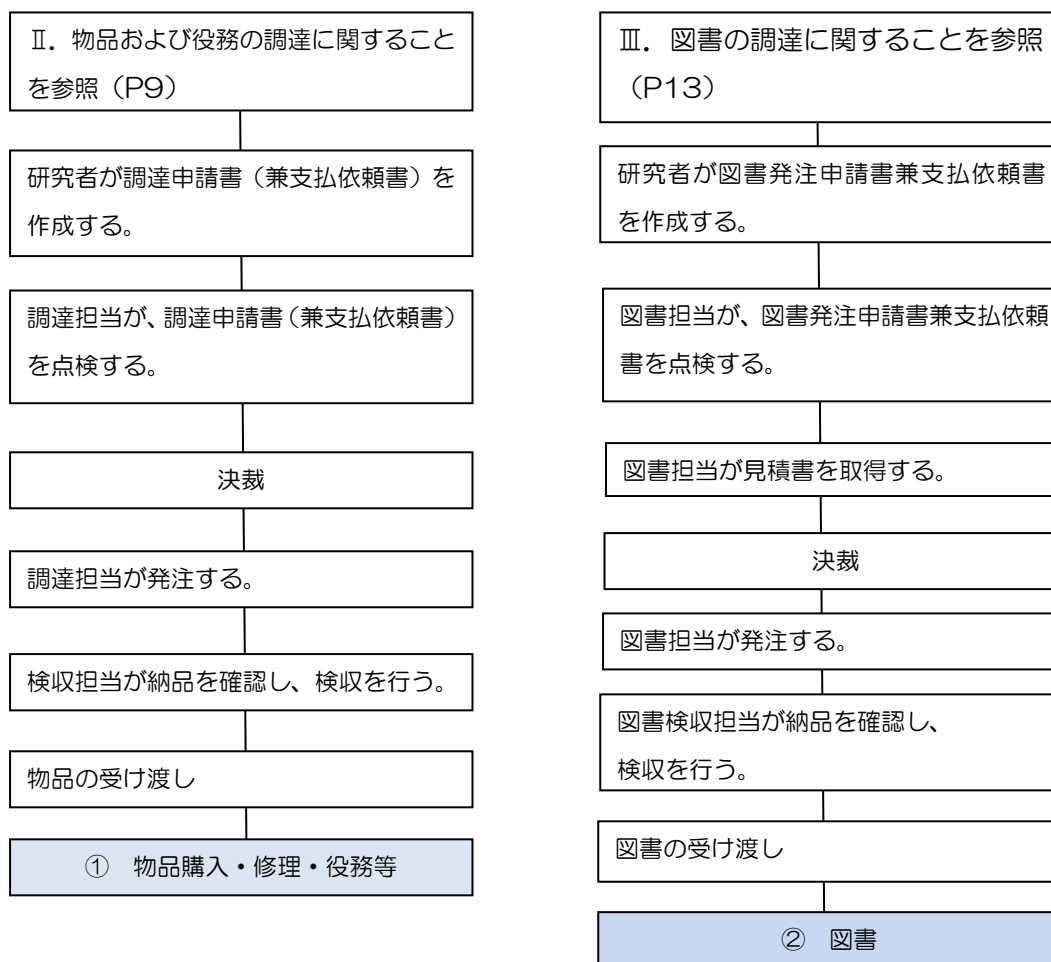 Ⅱ．物品および役務の調達に関すること
を参照（P9）
研究者が調達申請書（兼支払依頼書）を
作成する。
調達担当が、調達申請書（兼支払依頼書）
を点検する。
決裁
調達担当が発注する。
検収担当が納品を確認し、検収を行う。
物品の受け渡し
①　物品購入・修理・役務等
Ⅲ．図書の調達に関することを参照
（P13）
研究者が図書発注申請書兼支払依頼書
を作成する。
図書担当が、図書発注申請書兼支払依頼
書を点検する。
図書担当が見積書を取得する。
決裁
図書担当が発注する。
図書検収担当が納品を確認し、
検収を行う。
図書の受け渡し
②　図書